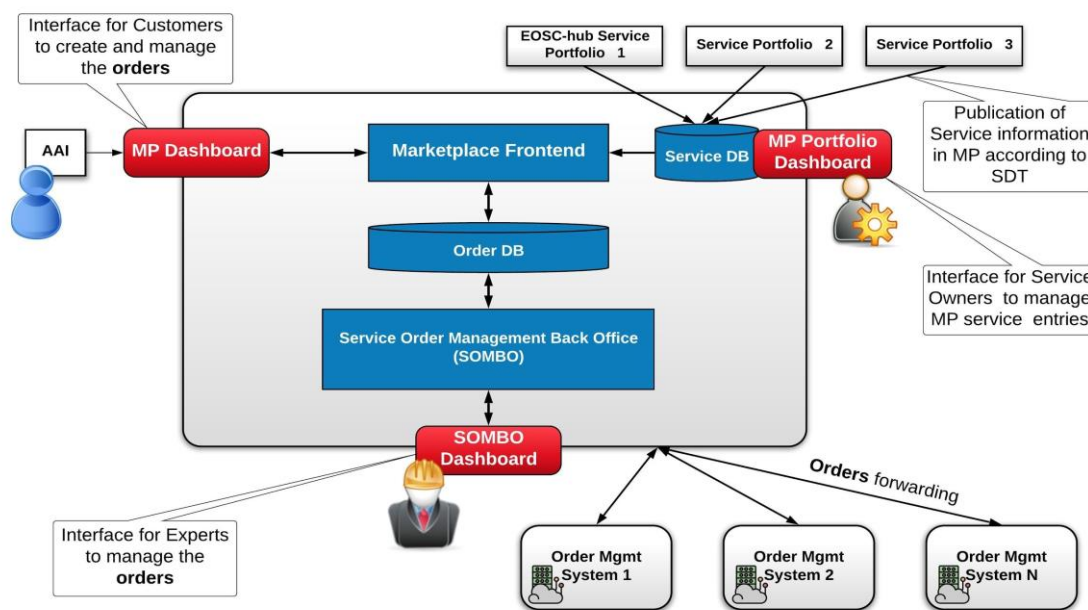 Interface for Customers
to create and manage
the orders
EOSC-hub Service
Portfolio 1
Service Portfolio 2
Service Portfolio 3
AAI
MP Dashboard
Marketplace Frontend
Service DB
MP Portfolio
Dashboard
Publication of
Service information
in MP according to
SDT
Order DB
Interface for Service
Owners to manage
MP service entries
Service Order Management Back Office
(SOMBO)
SOMBO
Dashboard
Orders forwarding
Interface for Experts
to manage the
orders
Order Mgmt
System 1
Order Mgmt
System 2
Order Mgmt
System N